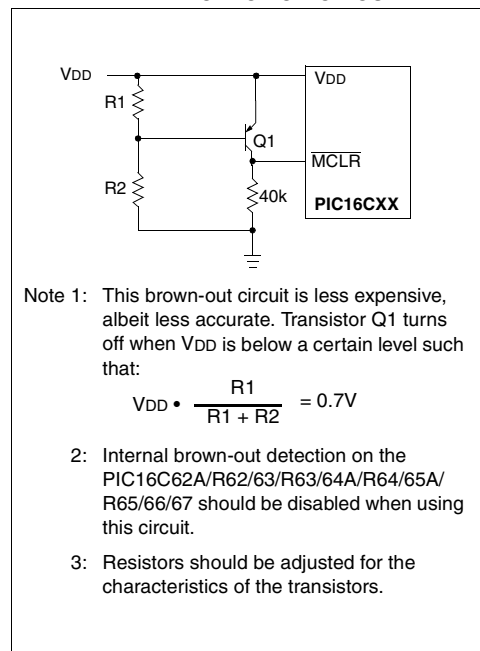 VDD
VDD
R1
Q1
MCLR
R2
40k
PIC16CXX
Note 1: This brown-out circuit is less expensive,
albeit less accurate. Transistor Q1 turns
off when VDD is below a certain level such
that:
VDD • R1 / R1 + R2 = 0.7V
2: Internal brown-out detection on the
PIC16C62A/R62/63/R63/64A/R64/65A/
R65/66/67 should be disabled when using
this circuit.
3: Resistors should be adjusted for the
characteristics of the transistors.